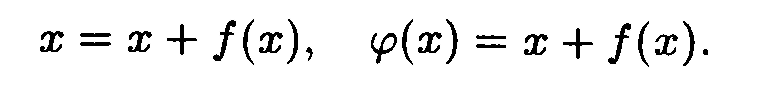 x = x + f(x), φ(x) = x + f(x).